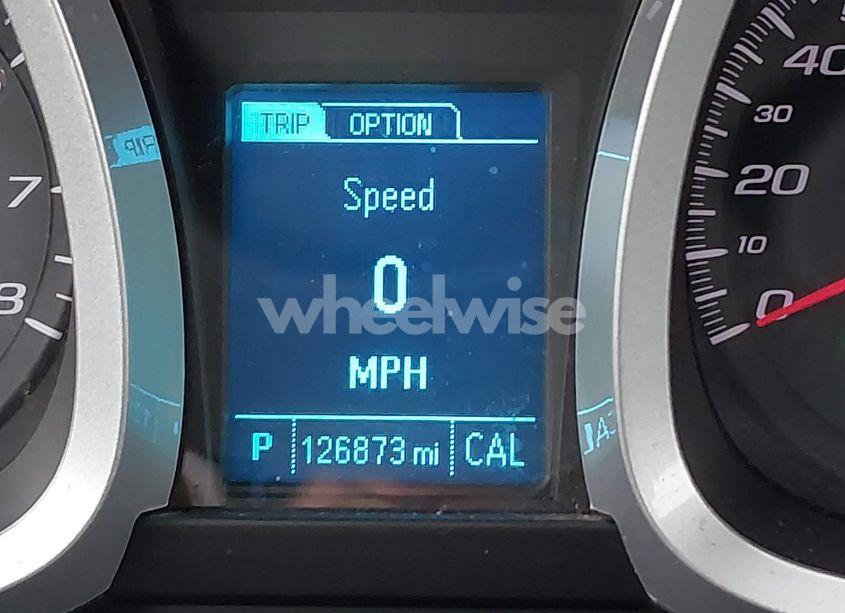 TRIP OPTION
Speed
0
wheelwise
MPH
P 126873 mi CAL
7
8
40
30
20
10
0